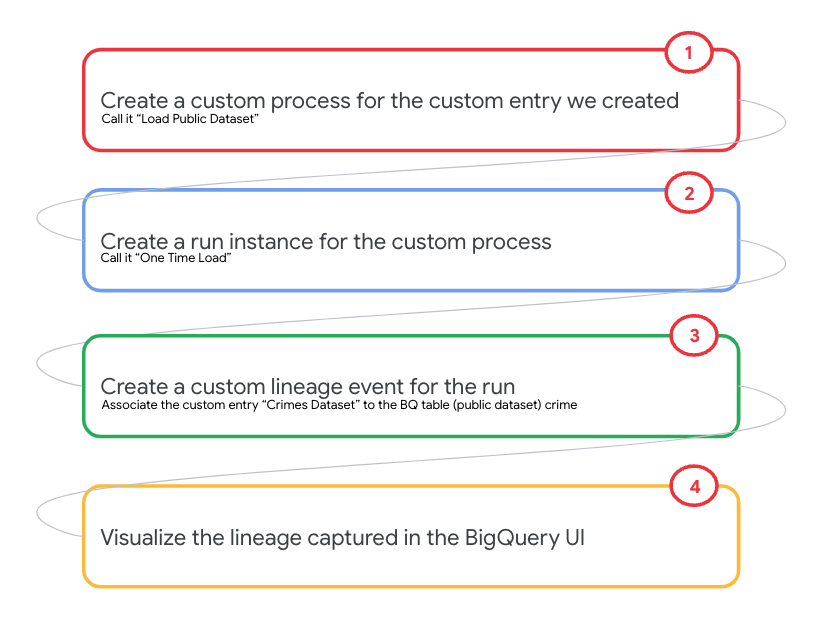 1
Create a custom process for the custom entry we created
Call it “Load Public Dataset”
2
Create a run instance for the custom process
Call it “One Time Load”
3
Create a custom lineage event for the run
Associate the custom entry “Crimes Dataset” to the BQ table (public dataset) crime
4
Visualize the lineage captured in the BigQuery UI